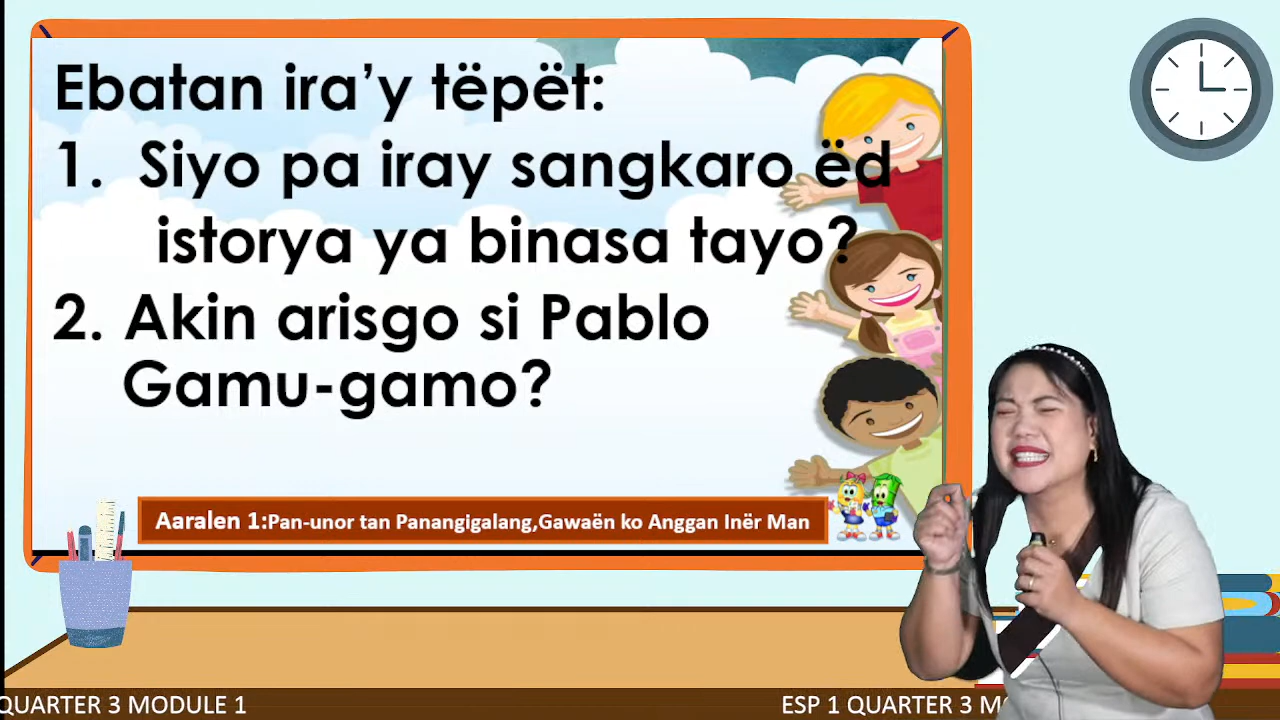 Ebatan ira'y tëpët:
1. Siyo pa iray sangkaro ëd
istorya ya binasa tayo?
2. Akin arisgo si Pablo
Gamu-gamo?
Aaralen 1:Pan-unor tan Panangigalang,Gawaën ko Anggan Inër Man
QUARTER 3 MODULE 1
ESP 1 QUARTER 3